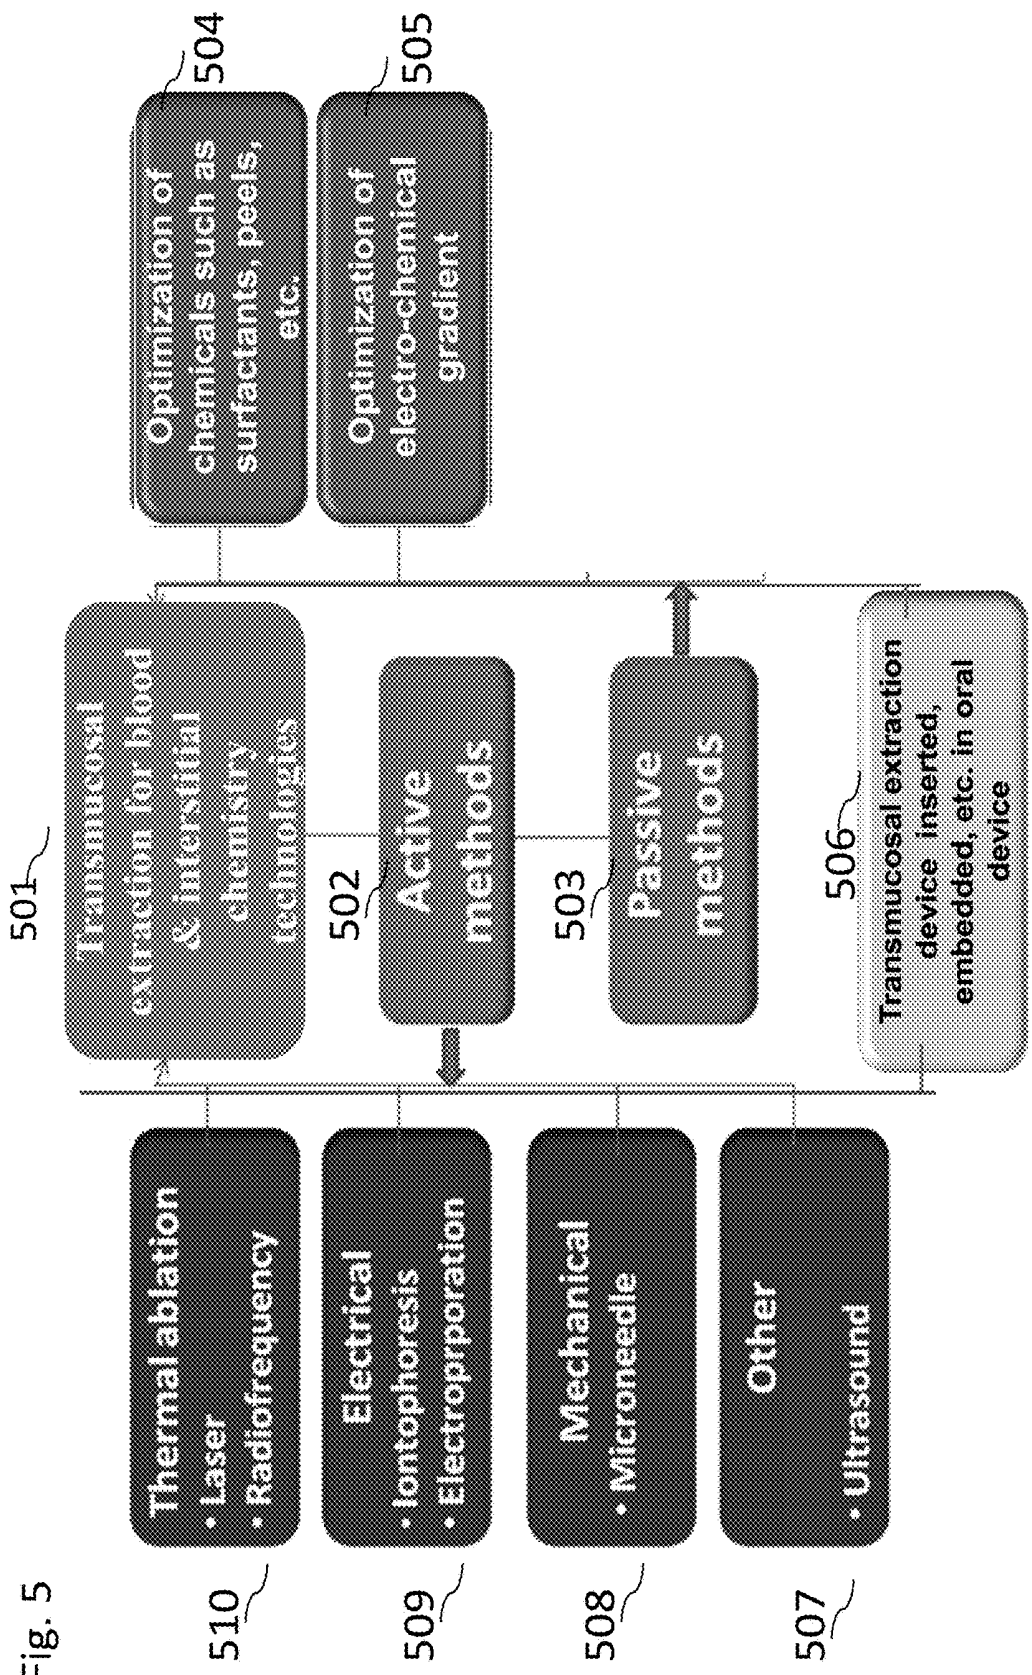 Fig. 5
501
Transmucosal
extraction for blood
& interstitial
chemistry
technologies
502
Active
methods
503
Passive
methods
504
Optimization of
chemicals such as
surfactants, peels,
etc.
505
Optimization of
electro-chemical
gradient
506
Transmucosal extraction
device inserted,
embedded, etc. in oral
device
510
Thermal ablation
• Laser
• Radiofrequency
509
Electrical
• Iontophoresis
• Electroprporation
508
Mechanical
• Microneedle
507
Other
• Ultrasound